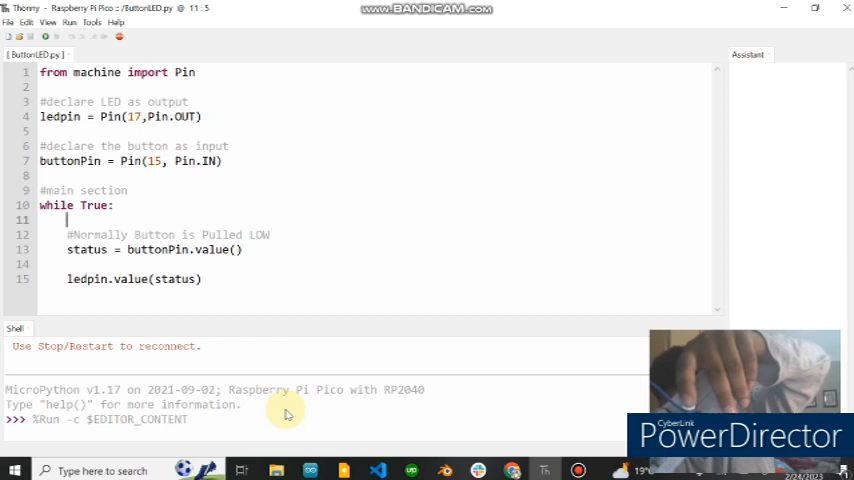 Thonny - Raspberry Pi Pico :: /ButtonLED.py @ 11 : 5
www.BANDICAM.com
File Edit View Run Tools Help
[ ButtonLED.py ]
Assistant
1 from machine import Pin
2
3 #declare LED as output
4 ledpin = Pin(17,Pin.OUT)
5
6 #declare the button as input
7 buttonPin = Pin(15, Pin.IN)
8
9 #main section
10 while True:
11
12 #Normally Button is Pulled LOW
13 status = buttonPin.value()
14
15 ledpin.value(status)
Shell
Use Stop/Restart to reconnect.
MicroPython v1.17 on 2021-09-02; Raspberry Pi Pico with RP2040
Type "help()" for more information.
>>> %Run -c $EDITOR_CONTENT
CyberLink
PowerDirector
Type here to search
Th
19°
2/24/2023